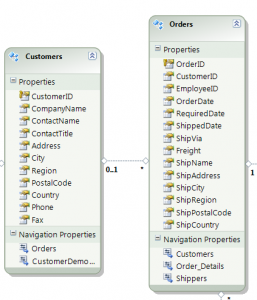 Customers
Properties
CustomerID
CompanyName
ContactName
ContactTitle
Address
City
Region
PostalCode
Country
Phone
Fax
Navigation Properties
Orders
CustomerDemo...
0..1
*
Orders
Properties
OrderID
CustomerID
EmployeeID
OrderDate
RequiredDate
ShippedDate
ShipVia
Freight
ShipName
ShipAddress
ShipCity
ShipRegion
ShipPostalCode
ShipCountry
Navigation Properties
Customers
Order_Details
Shippers
1
*